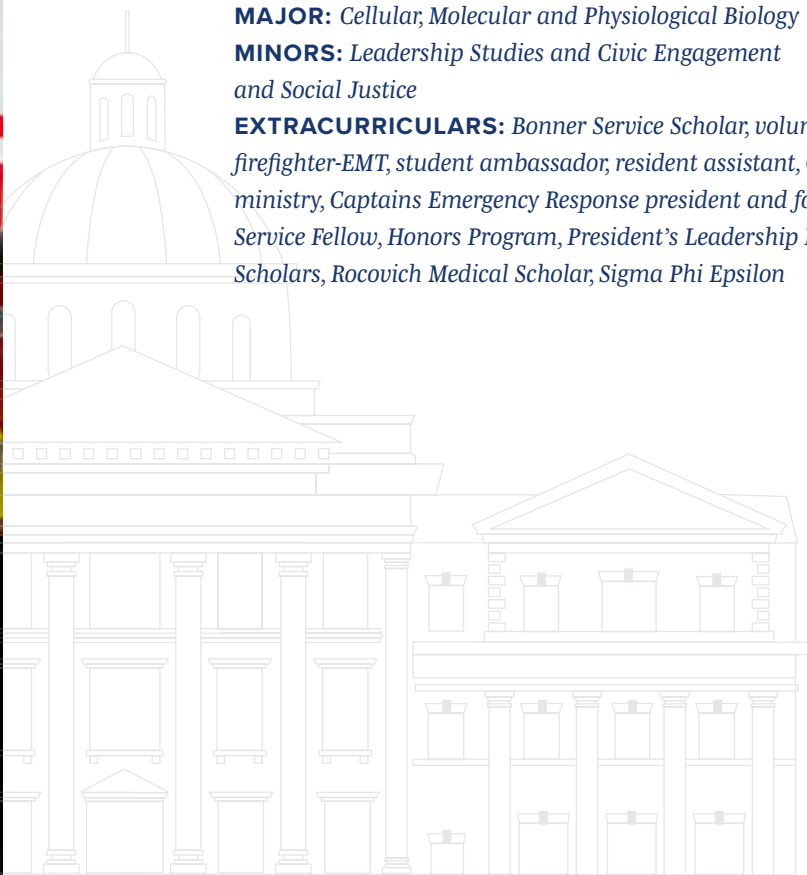 MAJOR: Cellular, Molecular and Physiological Biology
MINORS: Leadership Studies and Civic Engagement
and Social Justice
EXTRACURRICULARS: Bonner Service Scholar,
firefighter-EMT, student ambassador, resident assistant,
ministry, Captains Emergency Response president and
Service Fellow, Honors Program, President’s Leadership
Scholars, Rocovich Medical Scholar, Sigma Phi Epsilon